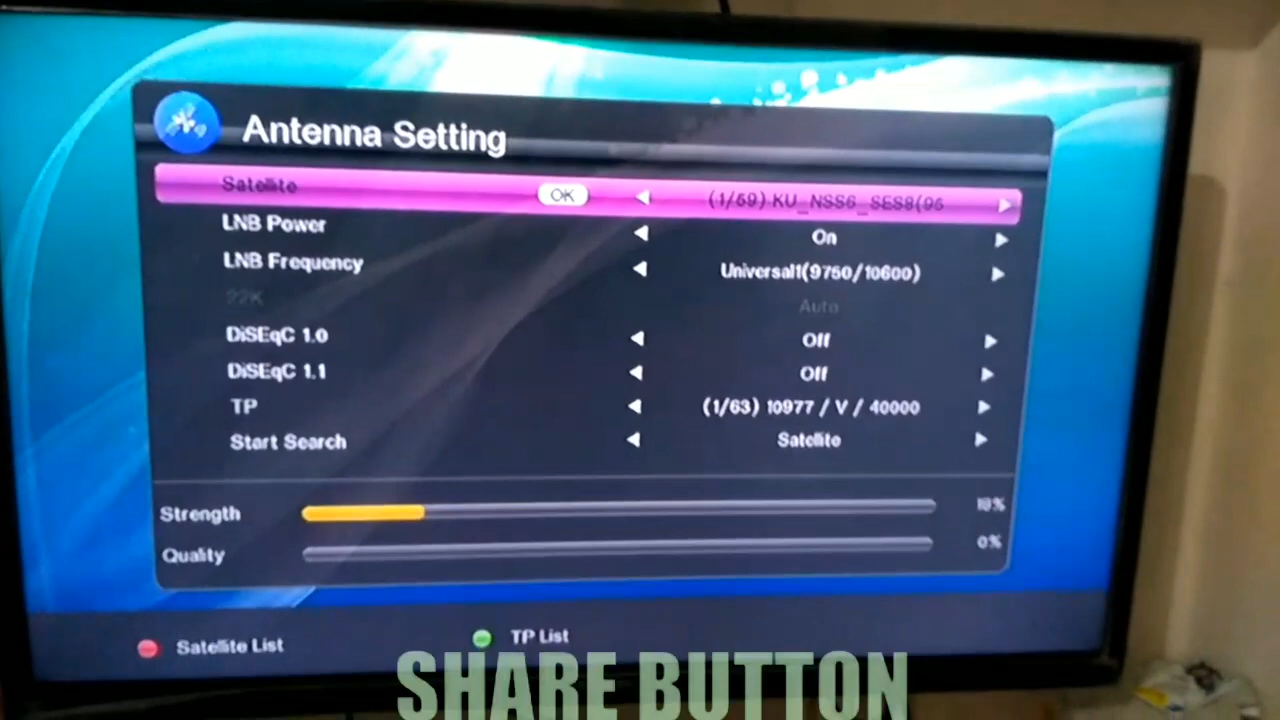 Antenna Setting
Satellite OK (1/59) KU_NSS6_SES8(95
LNB Power On
LNB Frequency Universal1(9750/10600)
22K Auto
DiSEqC 1.0 Off
DiSEqC 1.1 Off
TP (1/63) 10977 / V / 40000
Start Search Satellite
Strength 18%
Quality 0%
Satellite List TP List
SHARE BUTTON